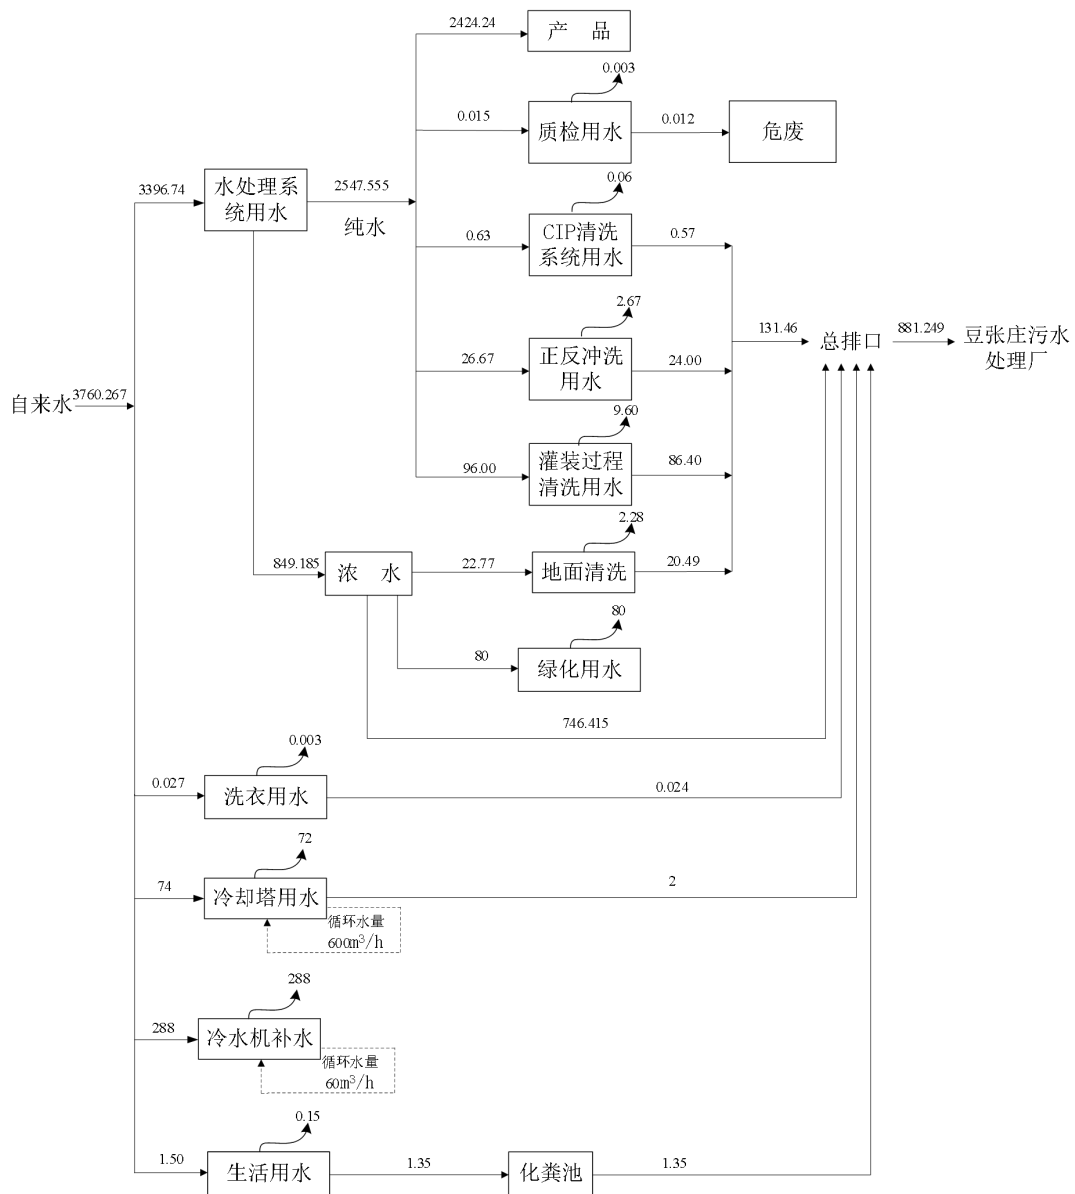 2424.24
产 品
0.003
0.015
质检用水
0.012
危废
3396.74
水处理系
统用水
2547.555
纯水
0.06
0.63
CIP清洗
系统用水
0.57
2.67
26.67
正反冲洗
用水
24.00
131.46
总排口
881.249
豆张庄污水
处理厂
自来水
3760.267
9.60
96.00
灌装过程
清洗用水
86.40
2.28
849.185
浓 水
22.77
地面清洗
20.49
80
80
绿化用水
746.415
0.003
0.027
洗衣用水
0.024
72
74
冷却塔用水
2
循环水量
600m³/h
288
288
冷水机补水
循环水量
60m³/h
0.15
1.50
生活用水
1.35
化粪池
1.35